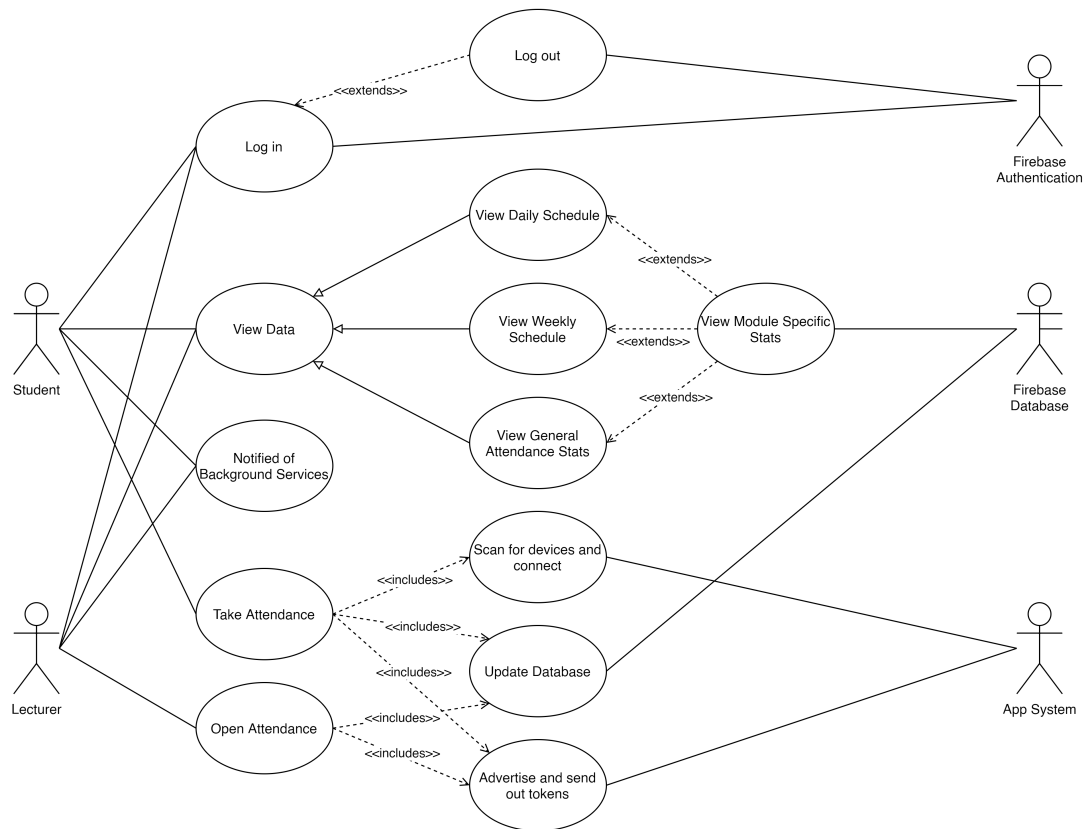 Log out
<<extends>>
Log in
Firebase
Authentication
View Daily Schedule
<<extends>>
View Data
View Weekly
Schedule
<<extends>>
View Module Specific
Stats
Student
Firebase
Database
<<extends>>
View General
Attendance Stats
Notified of
Background Services
Scan for devices and
connect
<<includes>>
Take Attendance
<<includes>>
Update Database
<<includes>>
Lecturer
App System
Open Attendance
<<includes>>
<<includes>>
Advertise and send
out tokens